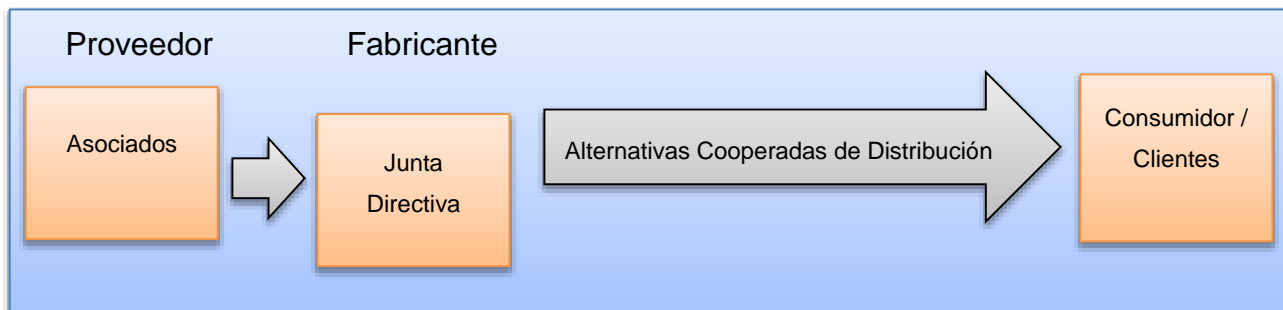 Proveedor
Fabricante
Asociados
Junta
Directiva
Alternativas Cooperadas de Distribución
Consumidor /
Clientes